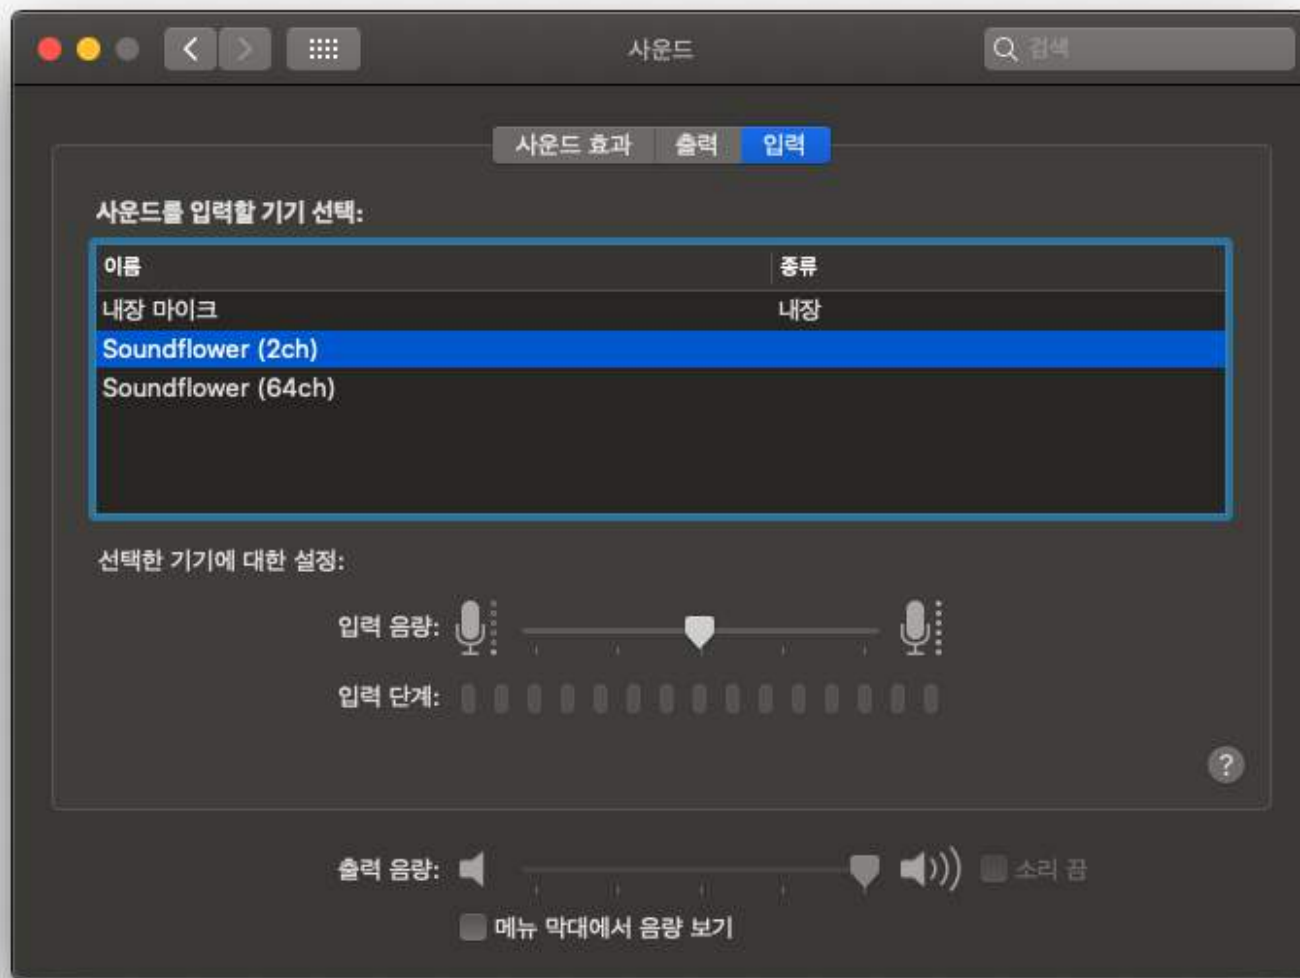 사운드
검색
사운드 효과 출력 입력
사운드를 입력할 기기 선택:
이름 종류
내장 마이크 내장
Soundflower (2ch)
Soundflower (64ch)
선택한 기기에 대한 설정:
입력 음량:
입력 단계:
?
출력 음량: 소리 끔
메뉴 막대에서 음량 보기